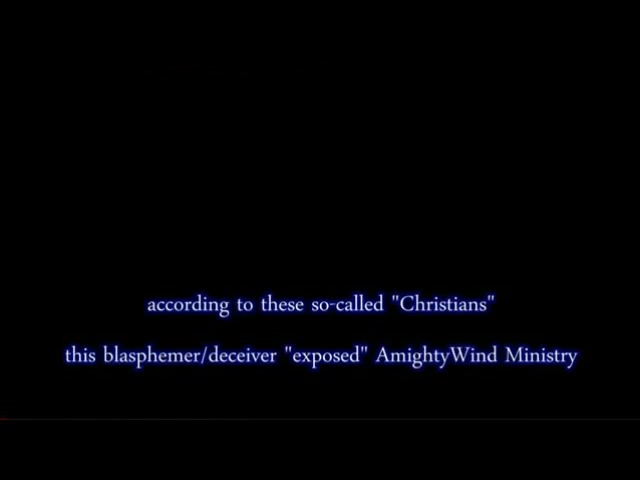 according to these so-called "Christians"
this blasphemer/deceiver "exposed" AmightyWind Ministry